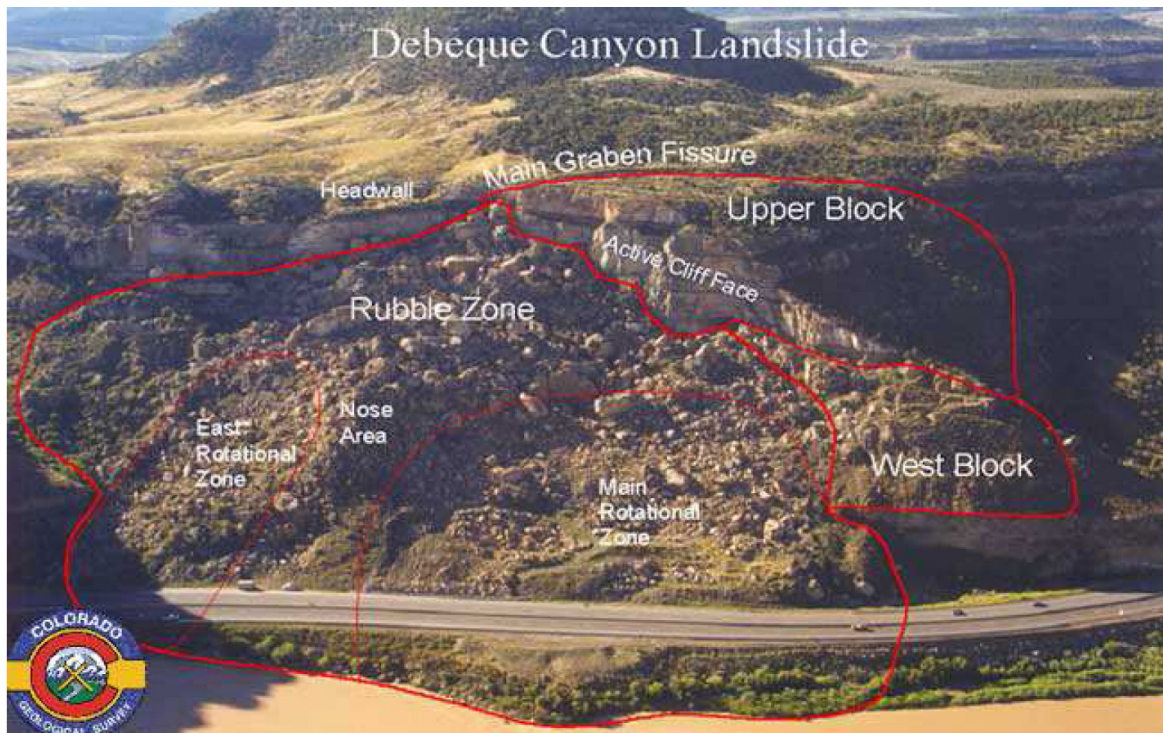 Debeque Canyon Landslide
Main Graben Fissure
Headwall
Upper Block
Active Cliff Face
Rubble Zone
Nose
Area
East
Rotational
Zone
West Block
Main
Rotational
Zone
COLORADO
GEOLOGICAL SURVEY